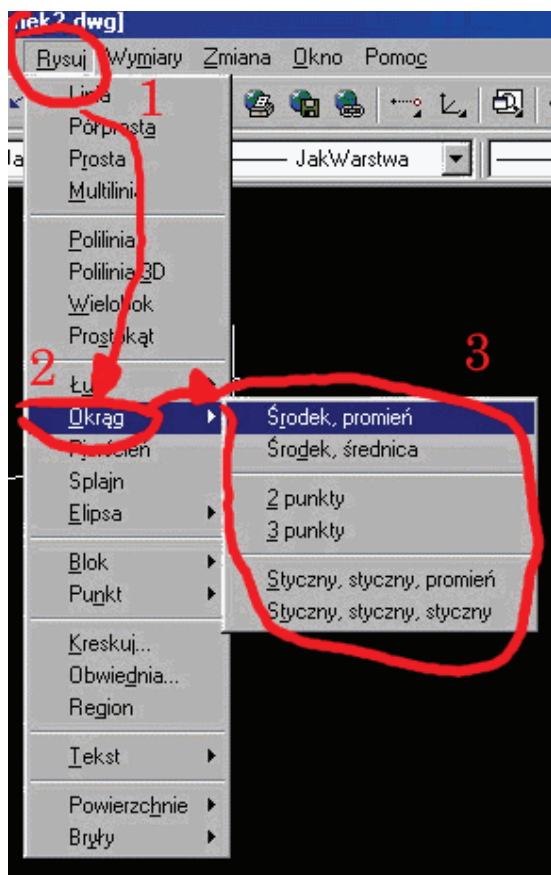 nek2.dwg]
Rysuj Wymiary Zmiana Okno Pomoc
1
Linia
Półprosta
Prosta
JakWarstwa
Multilinia
Polilinia
Polilinia 3D
Wielobok
Prostokąt
2
3
Okrąg
Środek, promień
Pierścień
Środek, średnica
Splajn
Elipsa
2 punkty
3 punkty
Blok
Styczny, styczny, promień
Punkt
Styczny, styczny, styczny
Kreskuj...
Obwiednia...
Region
Tekst
Powierzchnie
Bryły